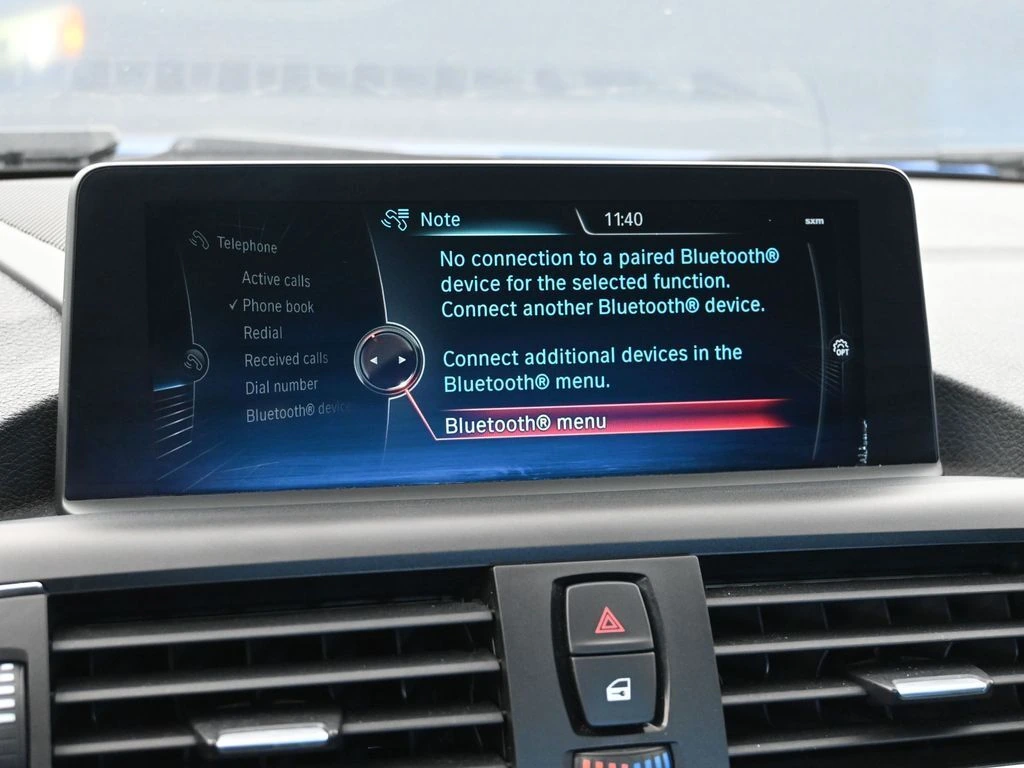 Note
11:40
sxm
Telephone
Active calls
✓ Phone book
Redial
Received calls
Dial number
Bluetooth® device
No connection to a paired Bluetooth®
device for the selected function.
Connect another Bluetooth® device.
Connect additional devices in the
Bluetooth® menu.
Bluetooth® menu
OPT